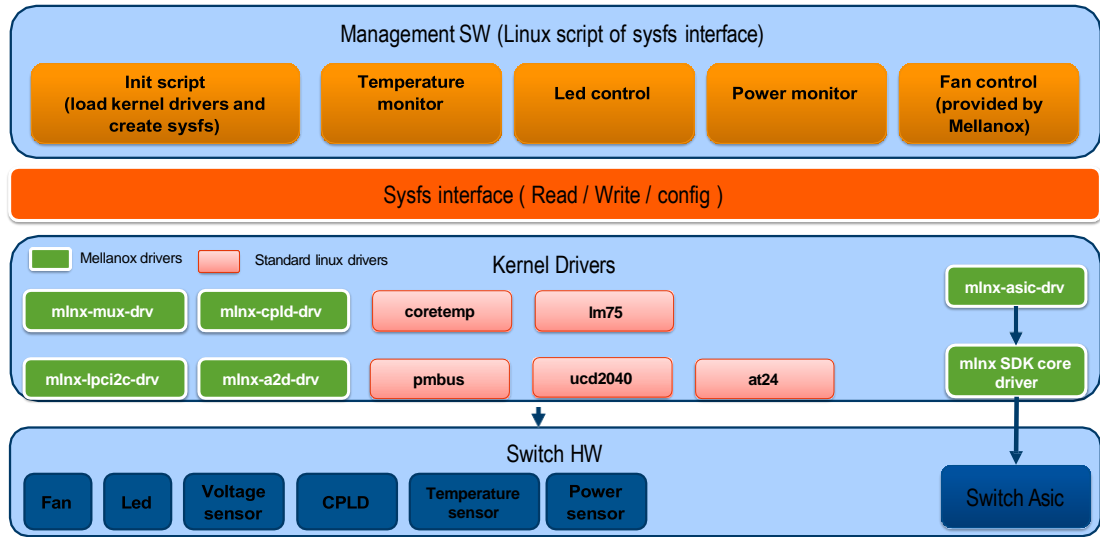 Management SW (Linux script of sysfs interface)
Init script
(load kernel drivers and
create sysfs)
Temperature
monitor
Led control
Power monitor
Fan control
(provided by
Mellanox)
Sysfs interface ( Read / Write / config )
Mellanox drivers
Standard linux drivers
Kernel Drivers
mlnx-mux-drv
mlnx-cpld-drv
coretemp
lm75
mlnx-asic-drv
mlnx-lpci2c-drv
mlnx-a2d-drv
pmbus
ucd2040
at24
mlnx SDK core
driver
Switch HW
Fan
Led
Voltage
sensor
CPLD
Temperature
sensor
Power
sensor
Switch Asic